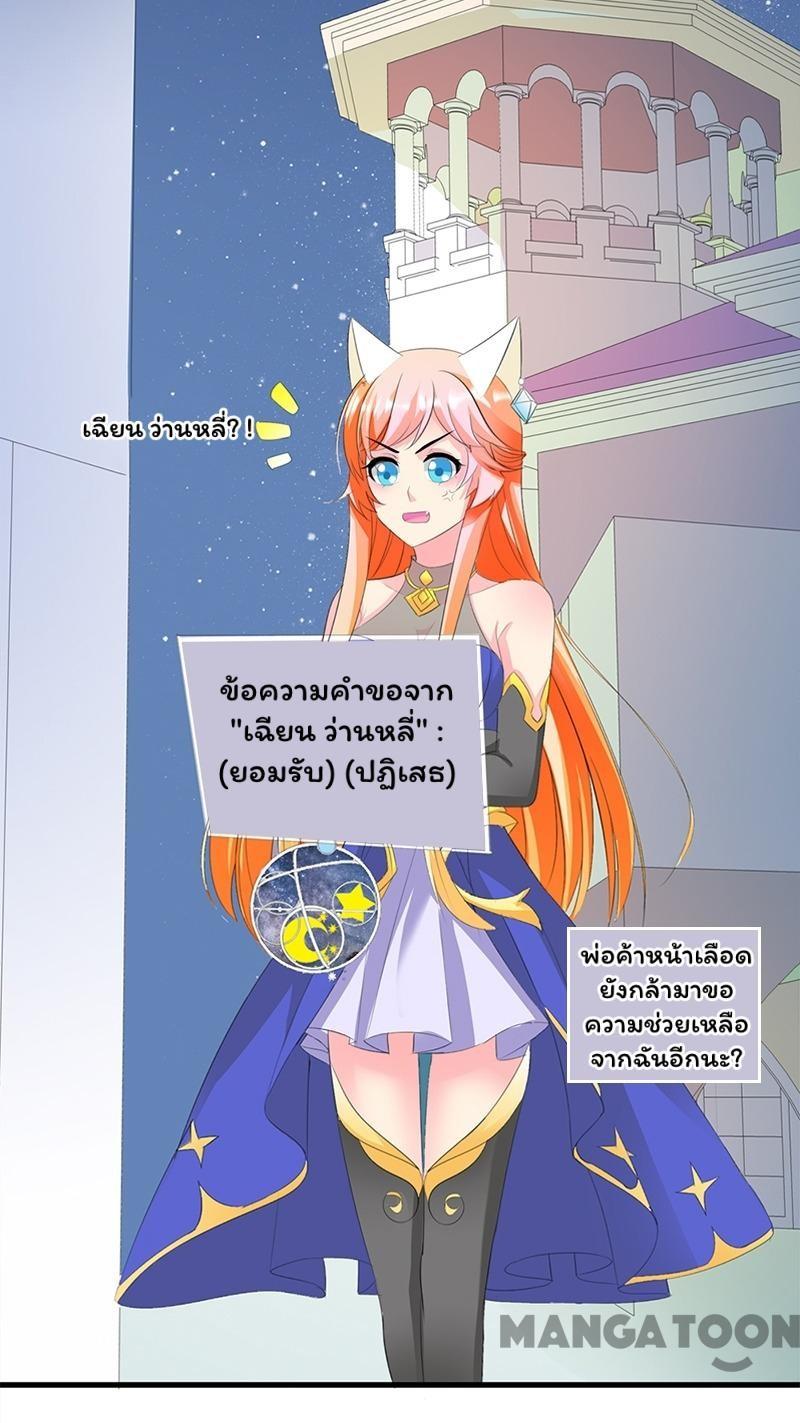 เฉียน ว่านหลี่?!
ข้อความคำขอจาก
"เฉียน ว่านหลี่" :
(ยอมรับ) (ปฏิเสธ)
พ่อค้าหน้าเลือด
ยังกล้ามาขอ
ความช่วยเหลือ
จากฉันอีกนะ?
MANGATOON